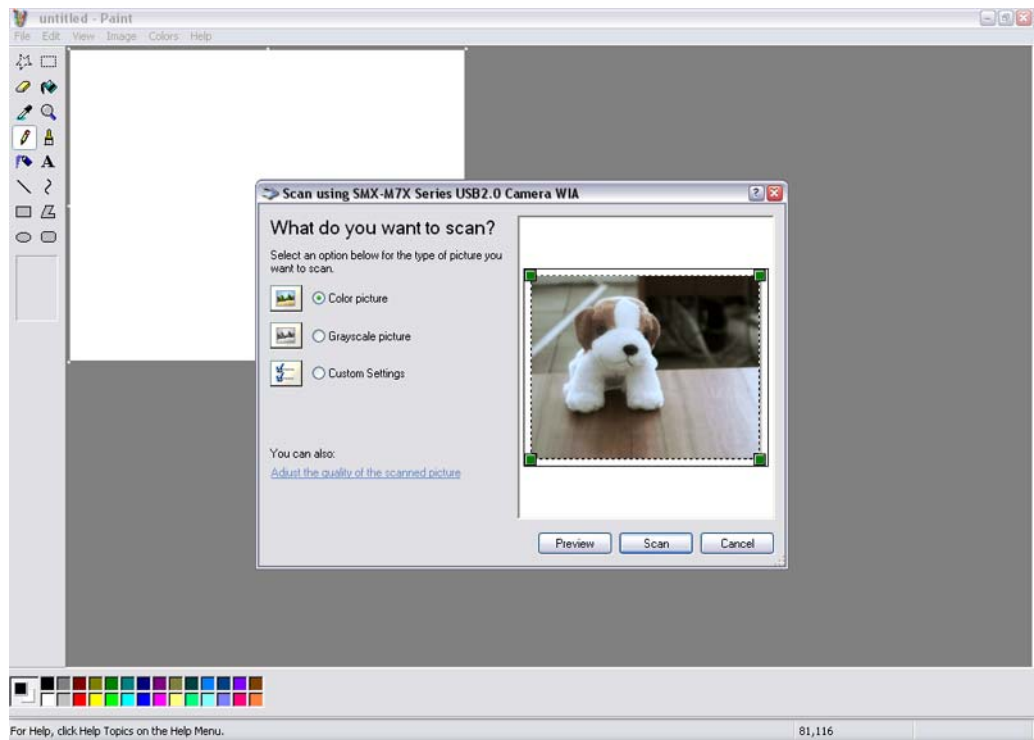 untitled - Paint
File Edit View Image Colors Help
A
Scan using SMX-M7X Series USB2.0 Camera WIA
What do you want to scan?
Select an option below for the type of picture you
want to scan.
Color picture
Grayscale picture
Custom Settings
You can also:
Adjust the quality of the scanned picture
Preview Scan Cancel
For Help, click Help Topics on the Help Menu.
81,116